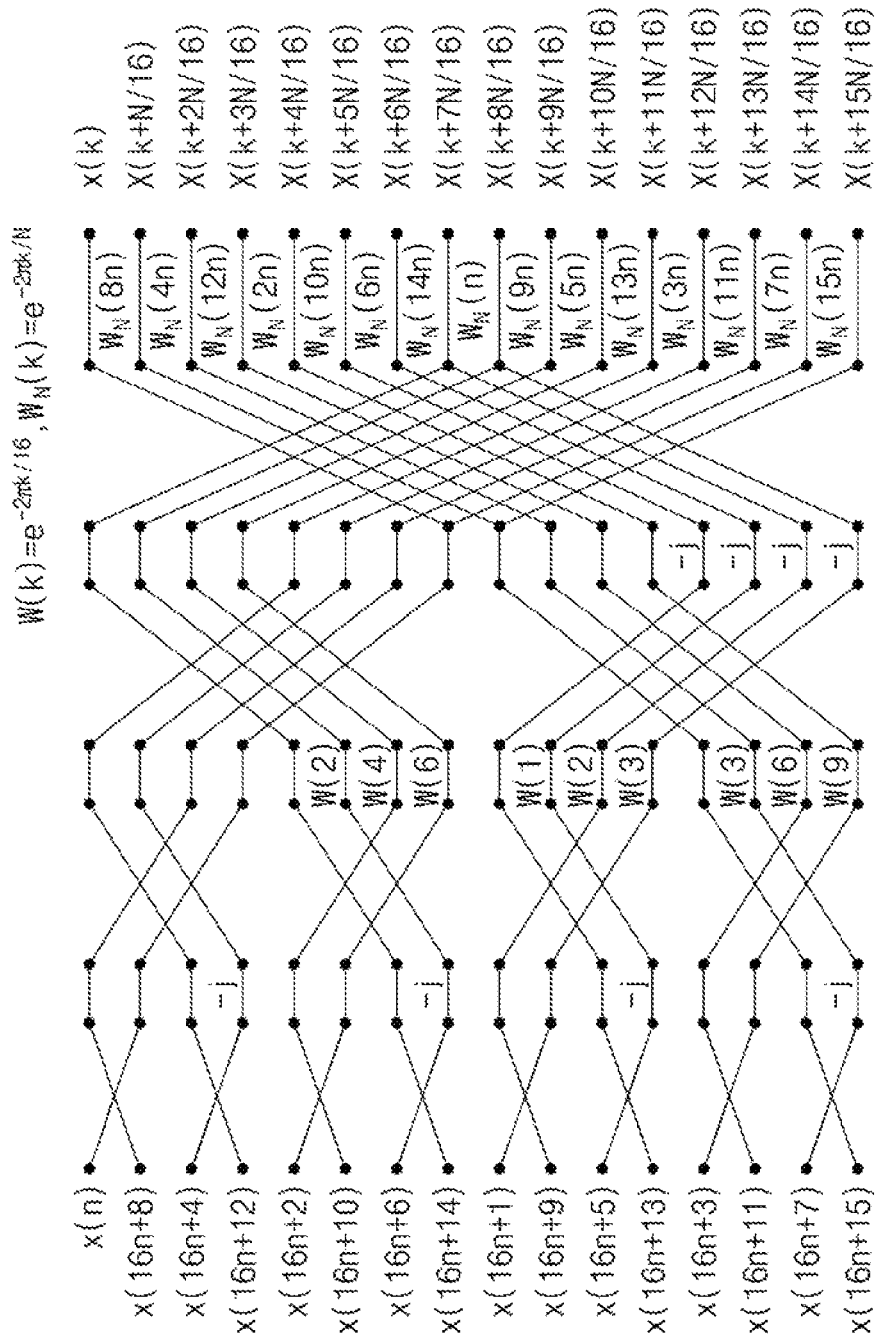 W(k)=e^-2πk/16, W_N(k)=e^-2πk/N
x(n)
x(16n+8)
x(16n+4)
x(16n+12)
x(16n+2)
x(16n+10)
x(16n+6)
x(16n+14)
x(16n+1)
x(16n+9)
x(16n+5)
x(16n+13)
x(16n+3)
x(16n+11)
x(16n+7)
x(16n+15)
-j
-j
-j
-j
W(2)
W(4)
W(6)
W(1)
W(2)
W(3)
W(3)
W(6)
W(9)
-j
-j
-j
-j
W_N(8n)
W_N(4n)
W_N(12n)
W_N(2n)
W_N(10n)
W_N(6n)
W_N(14n)
W_N(n)
W_N(9n)
W_N(5n)
W_N(13n)
W_N(3n)
W_N(11n)
W_N(7n)
W_N(15n)
X(k)
X(k+N/16)
X(k+2N/16)
X(k+3N/16)
X(k+4N/16)
X(k+5N/16)
X(k+6N/16)
X(k+7N/16)
X(k+8N/16)
X(k+9N/16)
X(k+10N/16)
X(k+11N/16)
X(k+12N/16)
X(k+13N/16)
X(k+14N/16)
X(k+15N/16)